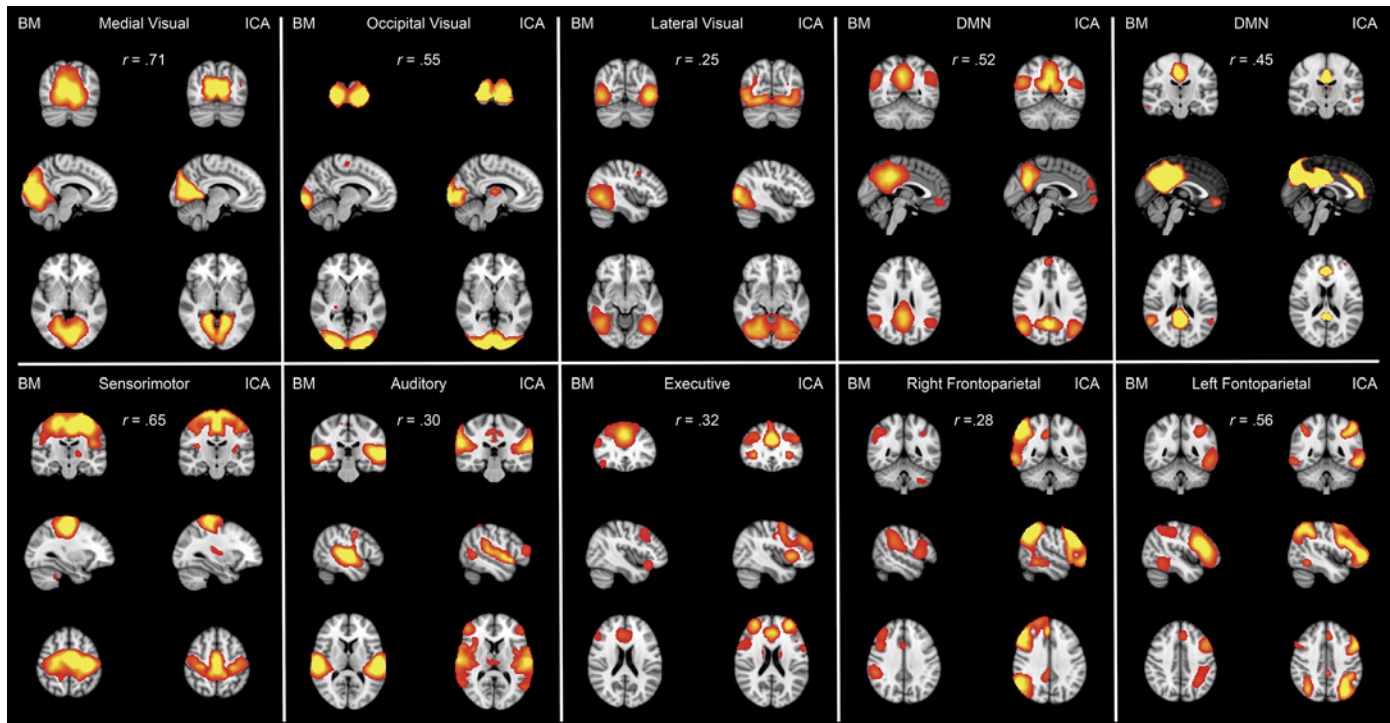 BM Medial Visual ICA
r = .71
BM Occipital Visual ICA
r = .55
BM Lateral Visual ICA
r = .25
BM DMN ICA
r = .52
BM DMN ICA
r = .45
BM Sensorimotor ICA
r = .65
BM Auditory ICA
r = .30
BM Executive ICA
r = .32
BM Right Frontoparietal ICA
r =.28
BM Left Fontoparietal ICA
r = .56